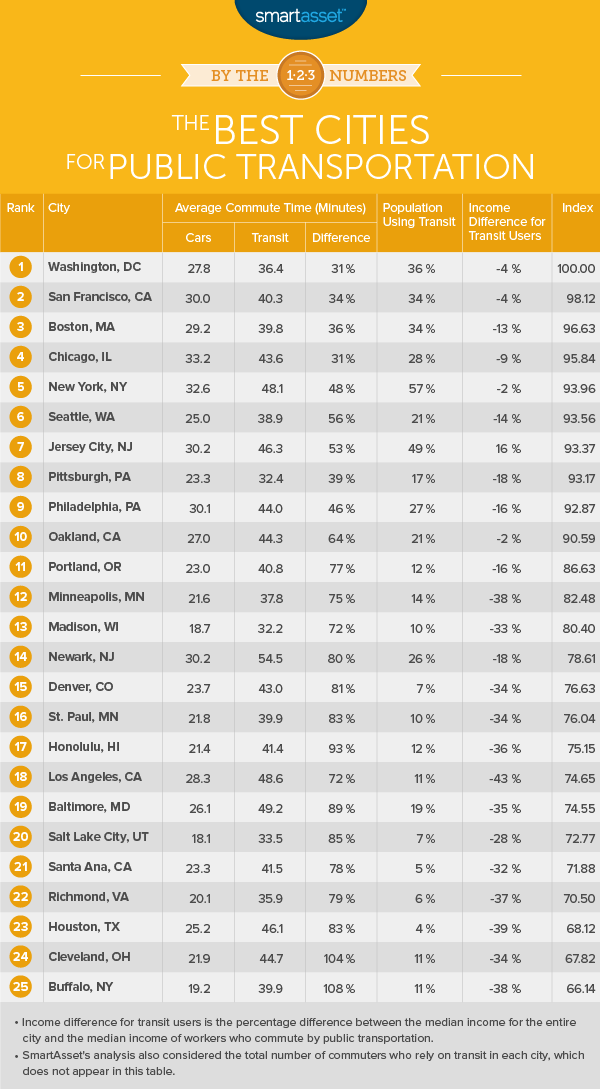 smartasset™
BY THE 1·2·3 NUMBERS
THE BEST CITIES
FOR PUBLIC TRANSPORTATION
Rank City Average Commute Time (Minutes) Population Income Index
Using Transit Difference for
Cars Transit Difference Transit Users
1 Washington, DC 27.8 36.4 31 % 36 % -4 % 100.00
2 San Francisco, CA 30.0 40.3 34 % 34 % -4 % 98.12
3 Boston, MA 29.2 39.8 36 % 34 % -13 % 96.63
4 Chicago, IL 33.2 43.6 31 % 28 % -9 % 95.84
5 New York, NY 32.6 48.1 48 % 57 % -2 % 93.96
6 Seattle, WA 25.0 38.9 56 % 21 % -14 % 93.56
7 Jersey City, NJ 30.2 46.3 53 % 49 % 16 % 93.37
8 Pittsburgh, PA 23.3 32.4 39 % 17 % -18 % 93.17
9 Philadelphia, PA 30.1 44.0 46 % 27 % -16 % 92.87
10 Oakland, CA 27.0 44.3 64 % 21 % -2 % 90.59
11 Portland, OR 23.0 40.8 77 % 12 % -16 % 86.63
12 Minneapolis, MN 21.6 37.8 75 % 14 % -38 % 82.48
13 Madison, WI 18.7 32.2 72 % 10 % -33 % 80.40
14 Newark, NJ 30.2 54.5 80 % 26 % -18 % 78.61
15 Denver, CO 23.7 43.0 81 % 7 % -34 % 76.63
16 St. Paul, MN 21.8 39.9 83 % 10 % -34 % 76.04
17 Honolulu, HI 21.4 41.4 93 % 12 % -36 % 75.15
18 Los Angeles, CA 28.3 48.6 72 % 11 % -43 % 74.65
19 Baltimore, MD 26.1 49.2 89 % 19 % -35 % 74.55
20 Salt Lake City, UT 18.1 33.5 85 % 7 % -28 % 72.77
21 Santa Ana, CA 23.3 41.5 78 % 5 % -32 % 71.88
22 Richmond, VA 20.1 35.9 79 % 6 % -37 % 70.50
23 Houston, TX 25.2 46.1 83 % 4 % -39 % 68.12
24 Cleveland, OH 21.9 44.7 104 % 11 % -34 % 67.82
25 Buffalo, NY 19.2 39.9 108 % 11 % -38 % 66.14
• Income difference for transit users is the percentage difference between the median income for the entire
city and the median income of workers who commute by public transportation.
• SmartAsset's analysis also considered the total number of commuters who rely on transit in each city, which
does not appear in this table.